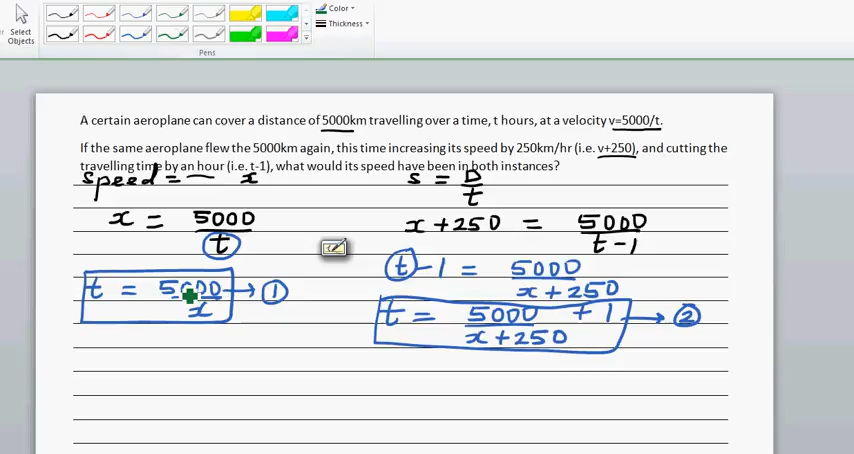 Select
Objects
Color
Thickness
Pens
A certain aeroplane can cover a distance of 5000km travelling over a time, t hours, at a velocity v=5000/t.
If the same aeroplane flew the 5000km again, this time increasing its speed by 250km/hr (i.e. v+250), and cutting the
travelling time by an hour (i.e. t-1), what would its speed have been in both instances?
speed = — x
s = D/t
x = 5000/t
x + 250 = 5000/t - 1
t - 1 = 5000/x + 250
t = 5000/x → ①
t = 5000/x + 250 + 1 → ②